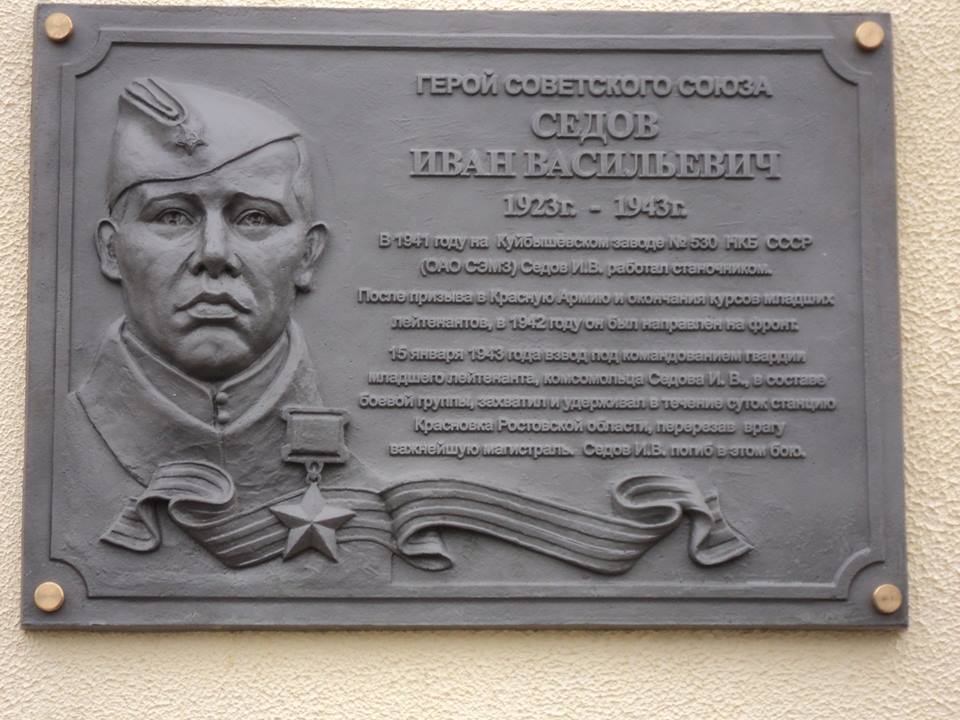 ГЕРОЙ СОВЕТСКОГО СОЮЗА
СЕДОВ
ИВАН ВАСИЛЬЕВИЧ
1923г. - 1943г.
В 1941 году на Куйбышевском заводе № 530 НКБ СССР
(ОАО СЭМЗ) Седов И.В. работал станочником.
После призыва в Красную Армию и окончания курсов младших
лейтенантов, в 1942 году он был направлен на фронт.
15 января 1943 года взвод под командованием гвардии
младшего лейтенанта, комсомольца Седова И. В., в составе
боевой группы, захватил и удерживал в течение суток станцию
Красновка Ростовской области, перерезав врагу
важнейшую магистраль. Седов И.В. погиб в этом бою.